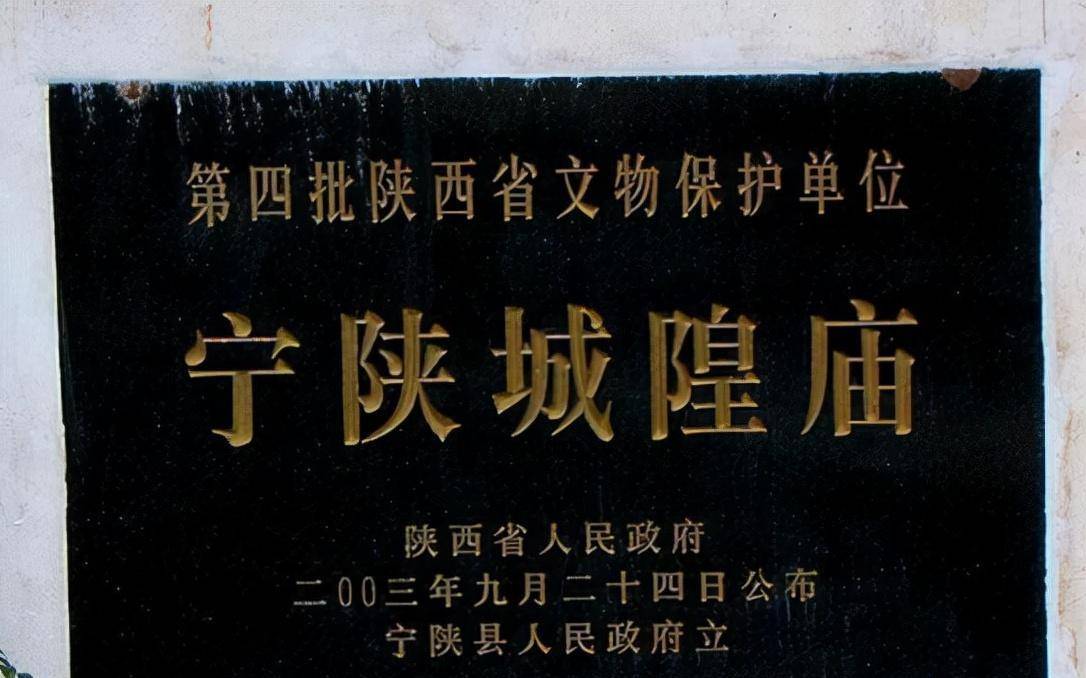 第四批陕西省文物保护单位
宁陕城隍庙
陕西省人民政府
二00三年九月二十四日公布
宁陕县人民政府立